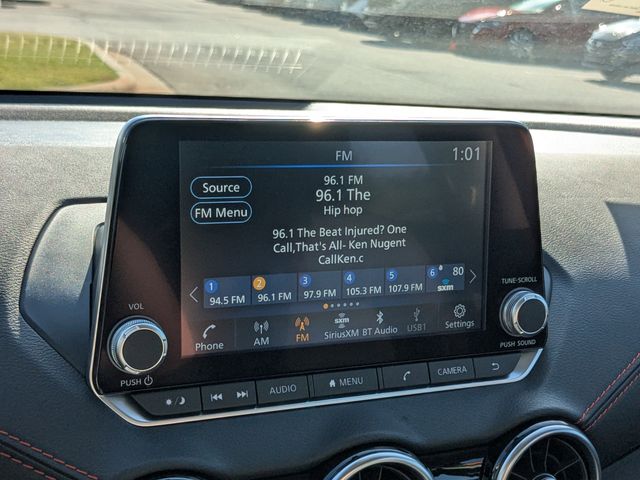 FM
1:01
Source
FM Menu
96.1 FM
96.1 The
Hip hop
96.1 The Beat Injured? One
Call,That's All- Ken Nugent
CallKen.c
1
94.5 FM
2
96.1 FM
3
97.9 FM
4
105.3 FM
5
107.9 FM
6
80
sxm
Phone
AM
FM
sxm
SiriusXM
BT Audio
USB1
Settings
VOL
PUSH
TUNE·SCROLL
PUSH SOUND
AUDIO
MENU
CAMERA